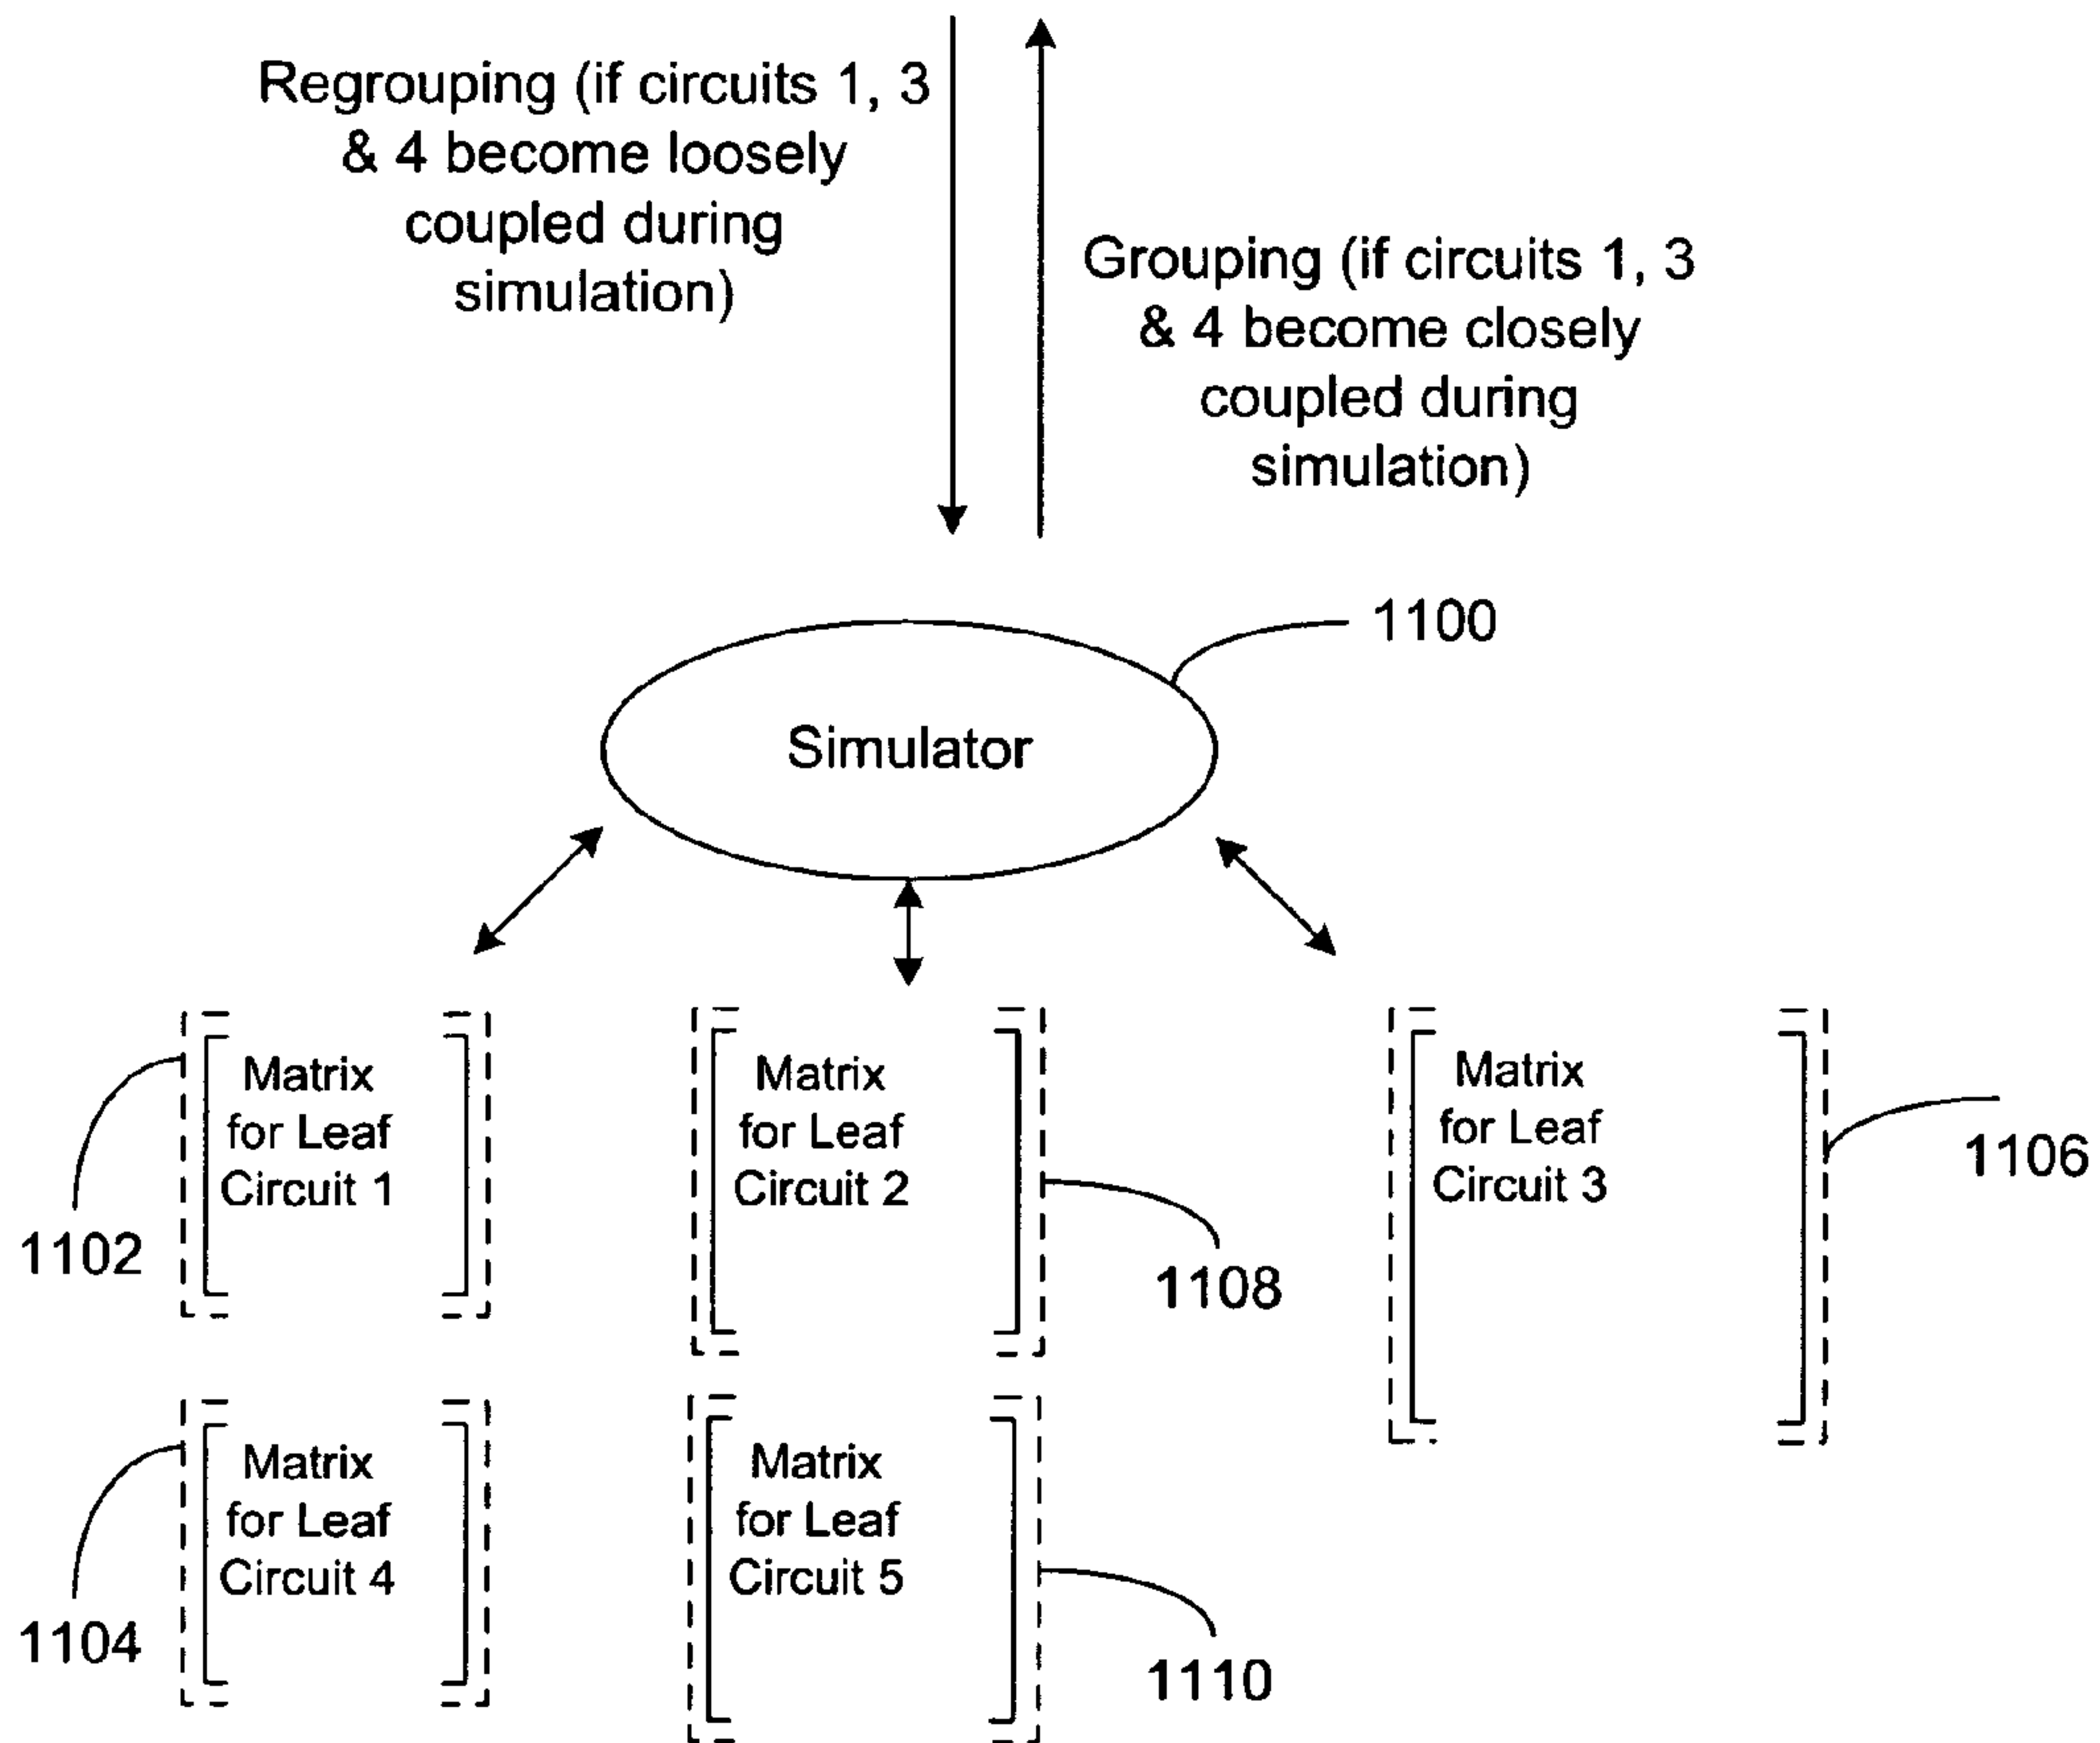 Regrouping (if circuits 1, 3
& 4 become loosely
coupled during
simulation)
Grouping (if circuits 1, 3
& 4 become closely
coupled during
simulation)
1100
Simulator
Matrix
for Leaf
Circuit 1
1102
Matrix
for Leaf
Circuit 2
1108
Matrix
for Leaf
Circuit 3
1106
Matrix
for Leaf
Circuit 4
1104
Matrix
for Leaf
Circuit 5
1110